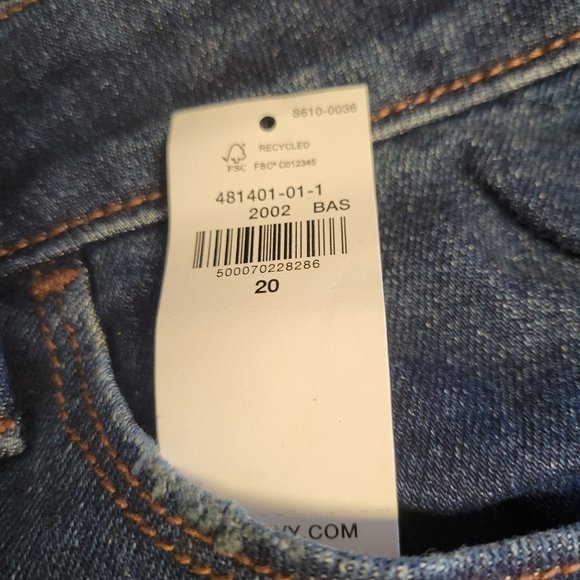 S610-0036
RECYCLED
FSC FSC® C012345
481401-01-1
2002 BAS
500070228286
20
VY.COM